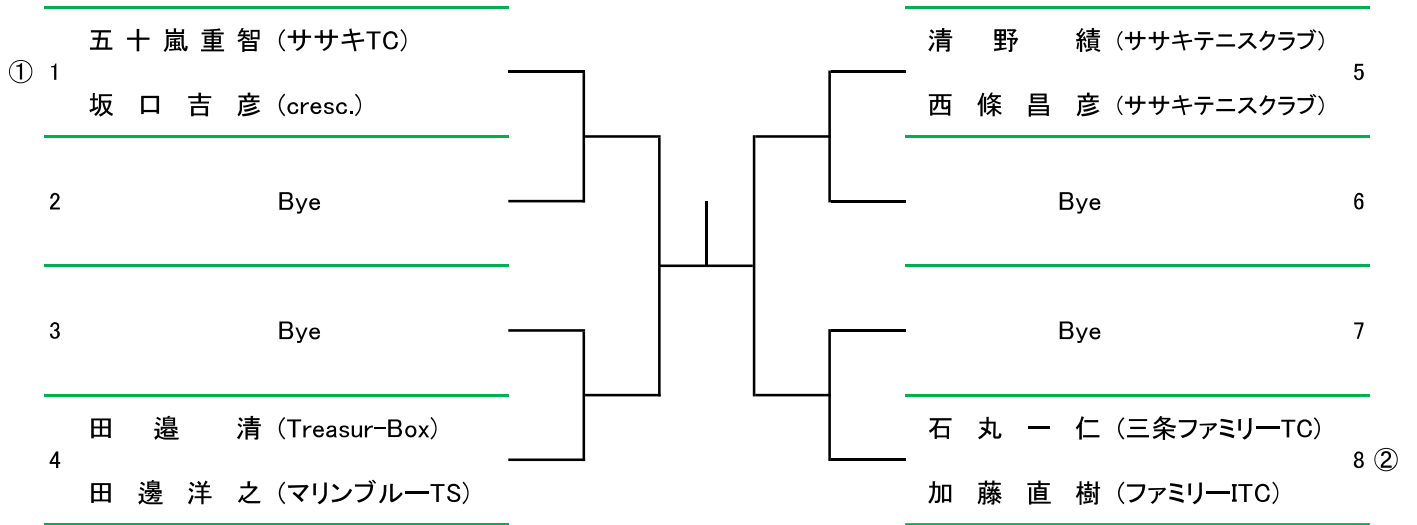 五十嵐重智 (ササキTC)
① 1
坂口吉彦 (cresc.)
2 Bye
3 Bye
田邉清 (Treasur-Box)
4
田邊洋之 (マリンブルーTS)
清野績 (ササキテニスクラブ)
5
西條昌彦 (ササキテニスクラブ)
Bye 6
Bye 7
石丸一仁 (三条ファミリーTC)
8 ②
加藤直樹 (ファミリーITC)